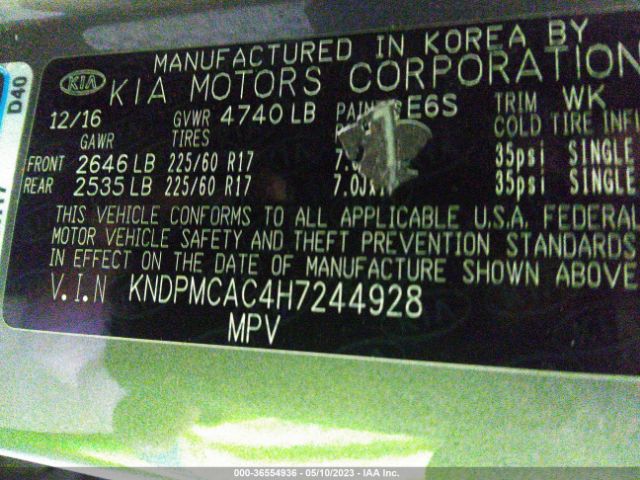 MANUFACTURED IN KOREA BY
KIA KIA MOTORS CORPORATION
12/16 GVWR 4740 LB E6S TRIM WK
GAWR TIRES COLD TIRE
FRONT 2646 LB 225/60 R17 35psi SINGLE
REAR 2535 LB 225/60 R17 35psi SINGLE
THIS VEHICLE CONFORMS TO ALL APPLICABLE U.S.A. FEDERAL
MOTOR VEHICLE SAFETY AND THEFT PREVENTION STANDARDS
IN EFFECT ON THE DATE OF MANUFACTURE SHOWN ABOVE
V.I.N KNDPMCAC4H7244928
MPV
D40
000-36554936 - 05/10/2023 - IAA Inc.